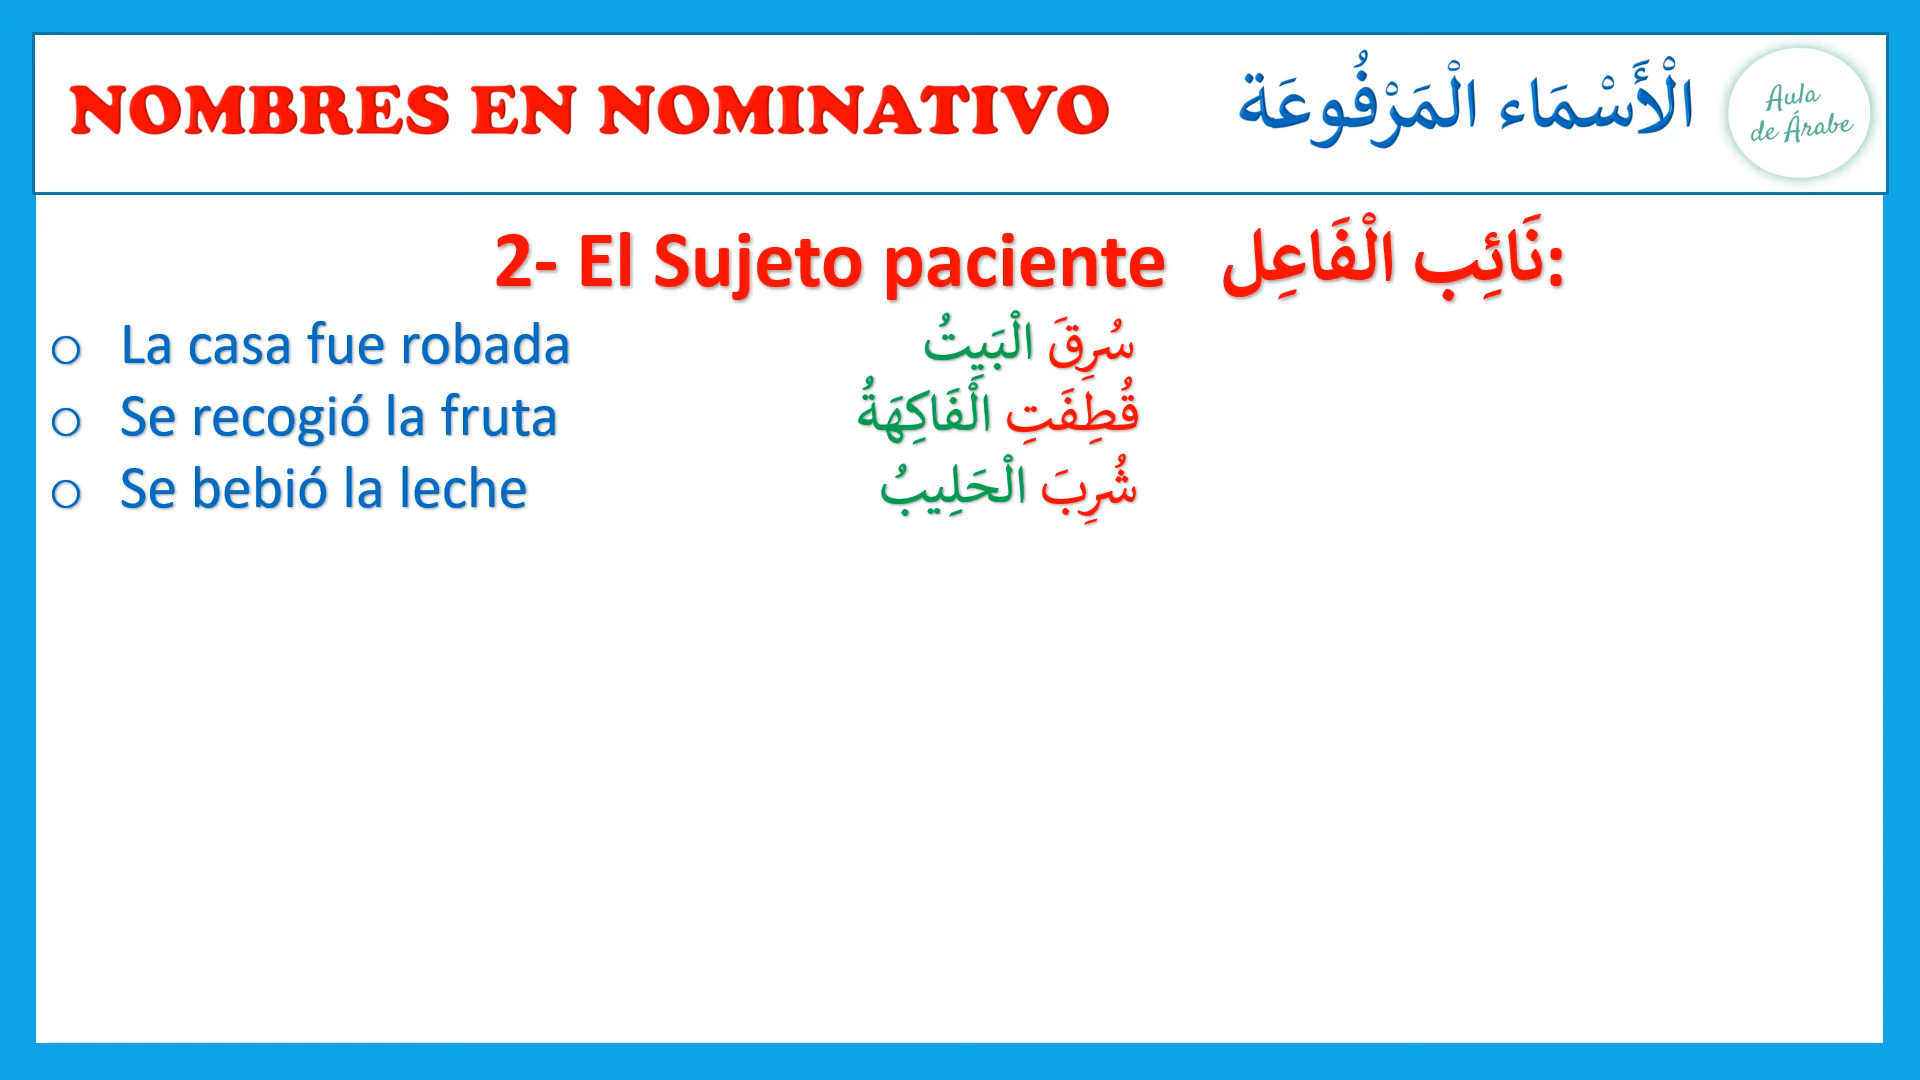 NOMBRES EN NOMINATIVO الْأَسْمَاء الْمَرْفُوعَة
Aula
de Árabe
2- El Sujeto paciente نَائِب الْفَاعِل:
○ La casa fue robada سُرِقَ الْبَيتُ
○ Se recogió la fruta قُطِفَتِ الْفَاكِهَةُ
○ Se bebió la leche شُرِبَ الْحَلِيبُ